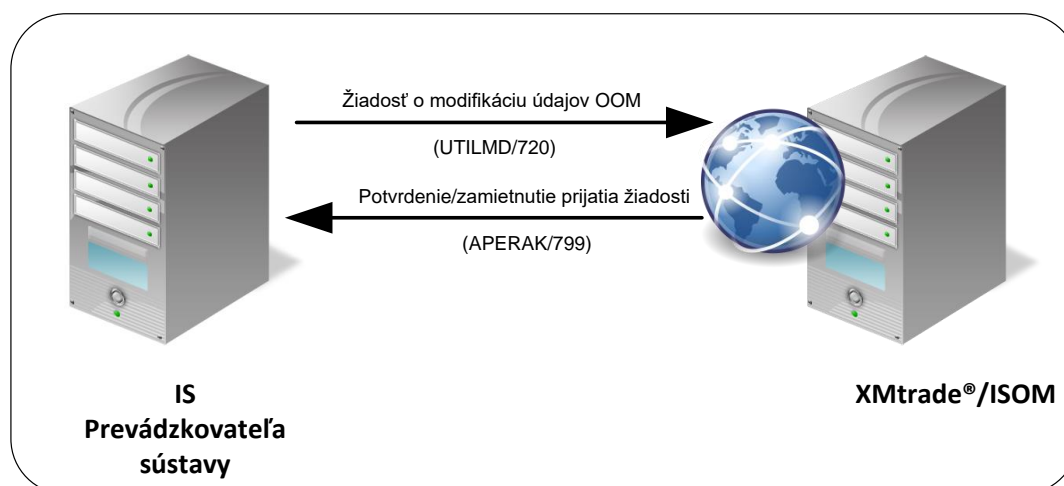 Žiadosť o modifikáciu údajov OOM
(UTILMD/720)
Potvrdenie/zamietnutie prijatia žiadosti
(APERAK/799)
IS
Prevádzkovateľa
sústavy
XMtrade®/ISOM